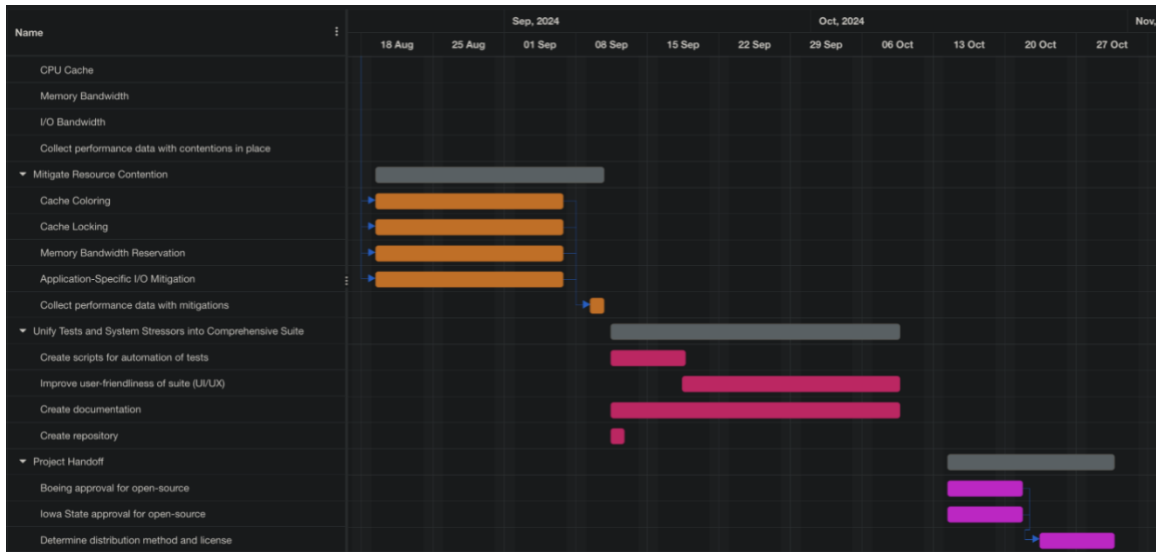 Name
Sep, 2024 Oct, 2024 Nov,
18 Aug 25 Aug 01 Sep 08 Sep 15 Sep 22 Sep 29 Sep 06 Oct 13 Oct 20 Oct 27 Oct
CPU Cache
Memory Bandwidth
I/O Bandwidth
Collect performance data with contentions in place
Mitigate Resource Contention
Cache Coloring
Cache Locking
Memory Bandwidth Reservation
Application-Specific I/O Mitigation
Collect performance data with mitigations
Unify Tests and System Stressors into Comprehensive Suite
Create scripts for automation of tests
Improve user-friendliness of suite (UI/UX)
Create documentation
Create repository
Project Handoff
Boeing approval for open-source
Iowa State approval for open-source
Determine distribution method and license